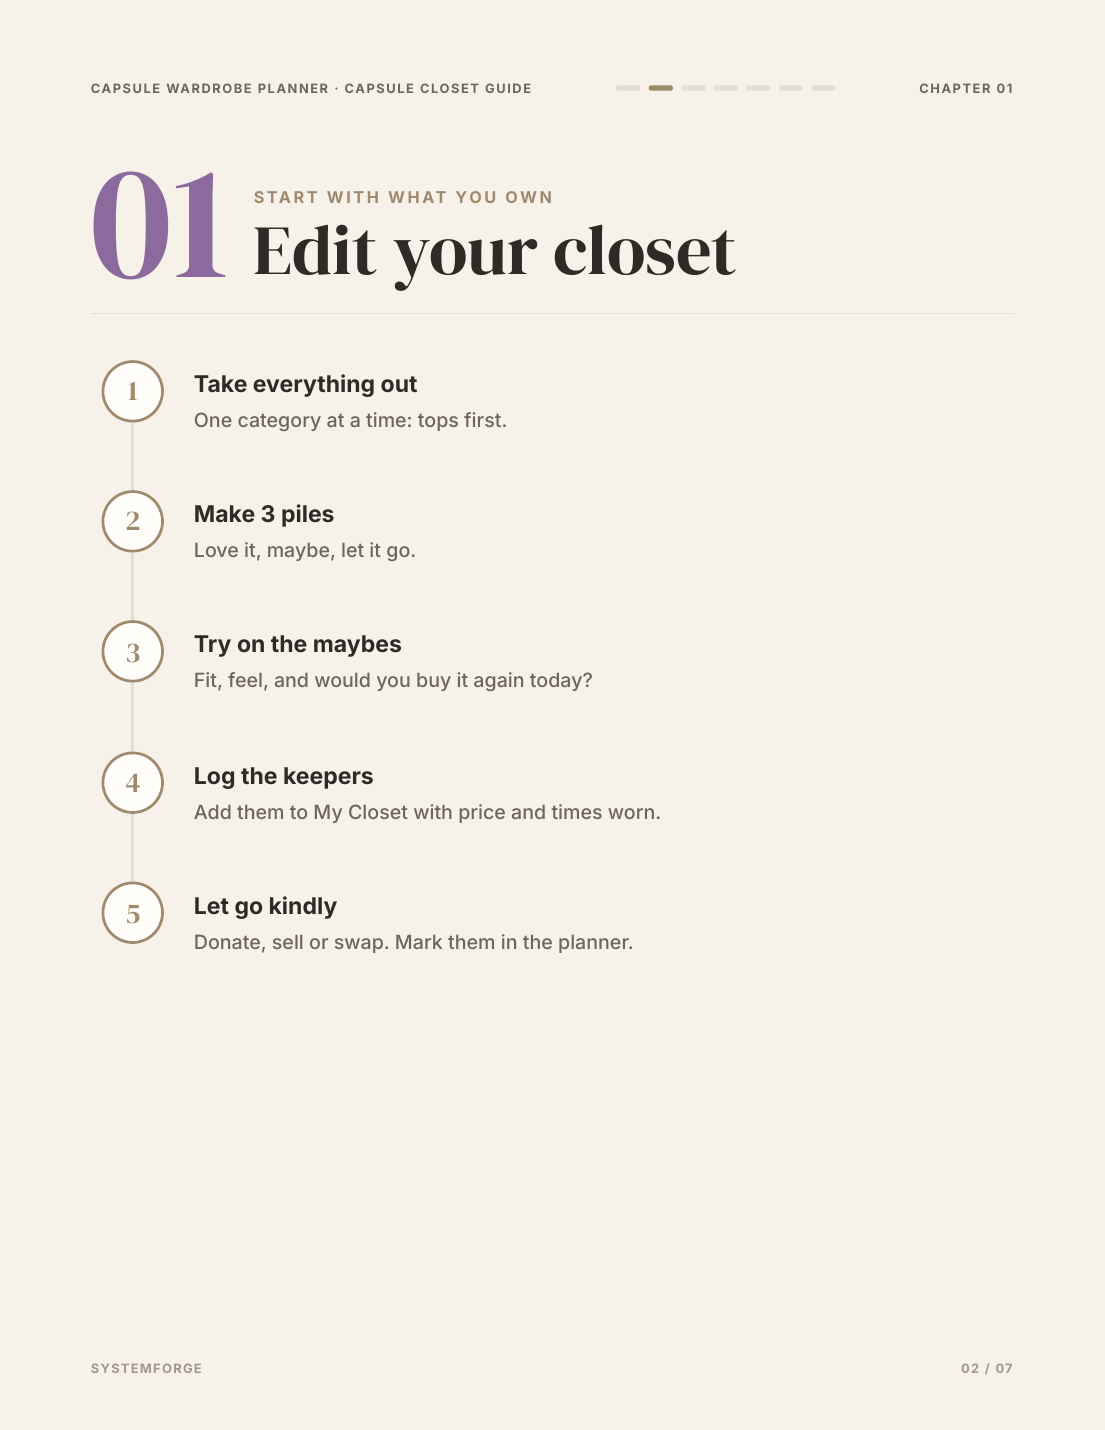 CAPSULE WARDROBE PLANNER · CAPSULE CLOSET GUIDE
CHAPTER 01
01
START WITH WHAT YOU OWN
Edit your closet
1
Take everything out
One category at a time: tops first.
2
Make 3 piles
Love it, maybe, let it go.
3
Try on the maybes
Fit, feel, and would you buy it again today?
4
Log the keepers
Add them to My Closet with price and times worn.
5
Let go kindly
Donate, sell or swap. Mark them in the planner.
SYSTEMFORGE
02 / 07